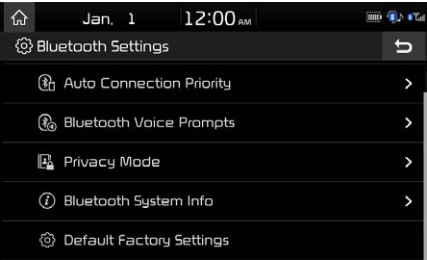 Jan. 1 12:00 AM
Bluetooth Settings
Auto Connection Priority
Bluetooth Voice Prompts
Privacy Mode
Bluetooth System Info
Default Factory Settings